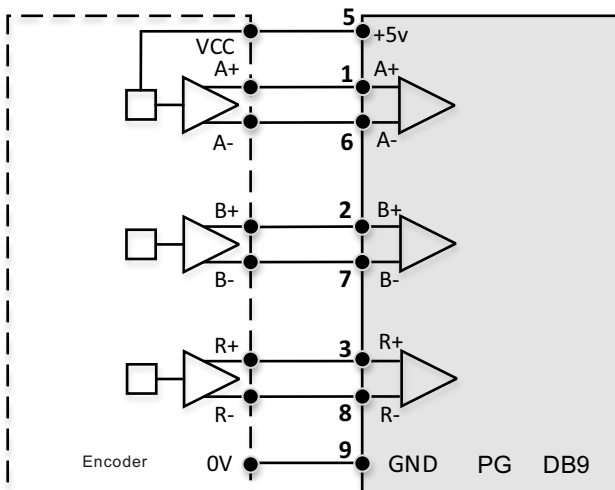 5
VCC +5v
A+ 1 A+
A- 6 A-
B+ 2 B+
B- 7 B-
R+ 3 R+
R- 8 R-
Encoder 0V 9 GND PG DB9